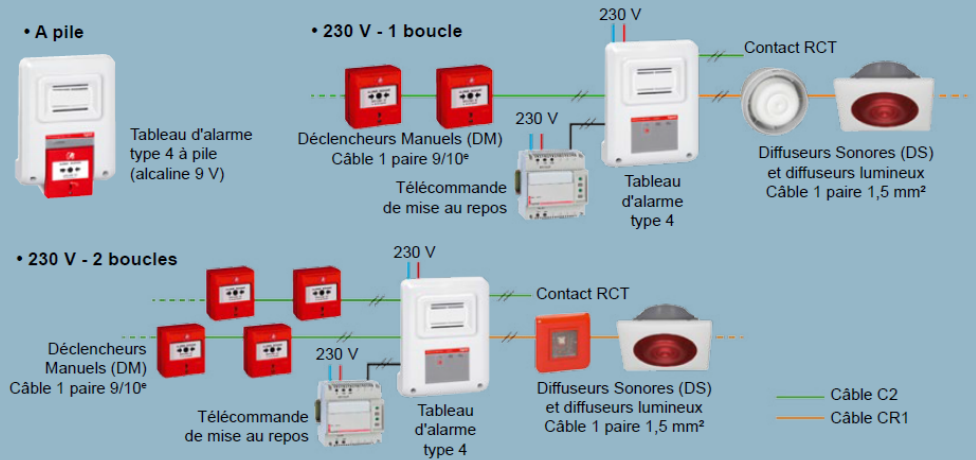 • A pile
Tableau d'alarme
type 4 à pile
(alcaline 9 V)
• 230 V - 1 boucle
230 V
Contact RCT
Déclencheurs Manuels (DM)
Câble 1 paire 9/10e
230 V
Télécommande
de mise au repos
Tableau
d'alarme
type 4
Diffuseurs Sonores (DS)
et diffuseurs lumineux
Câble 1 paire 1,5 mm²
• 230 V - 2 boucles
230 V
Contact RCT
Déclencheurs
Manuels (DM)
Câble 1 paire 9/10e
230 V
Télécommande
de mise au repos
Tableau
d'alarme
type 4
Diffuseurs Sonores (DS)
et diffuseurs lumineux
Câble 1 paire 1,5 mm²
Câble C2
Câble CR1